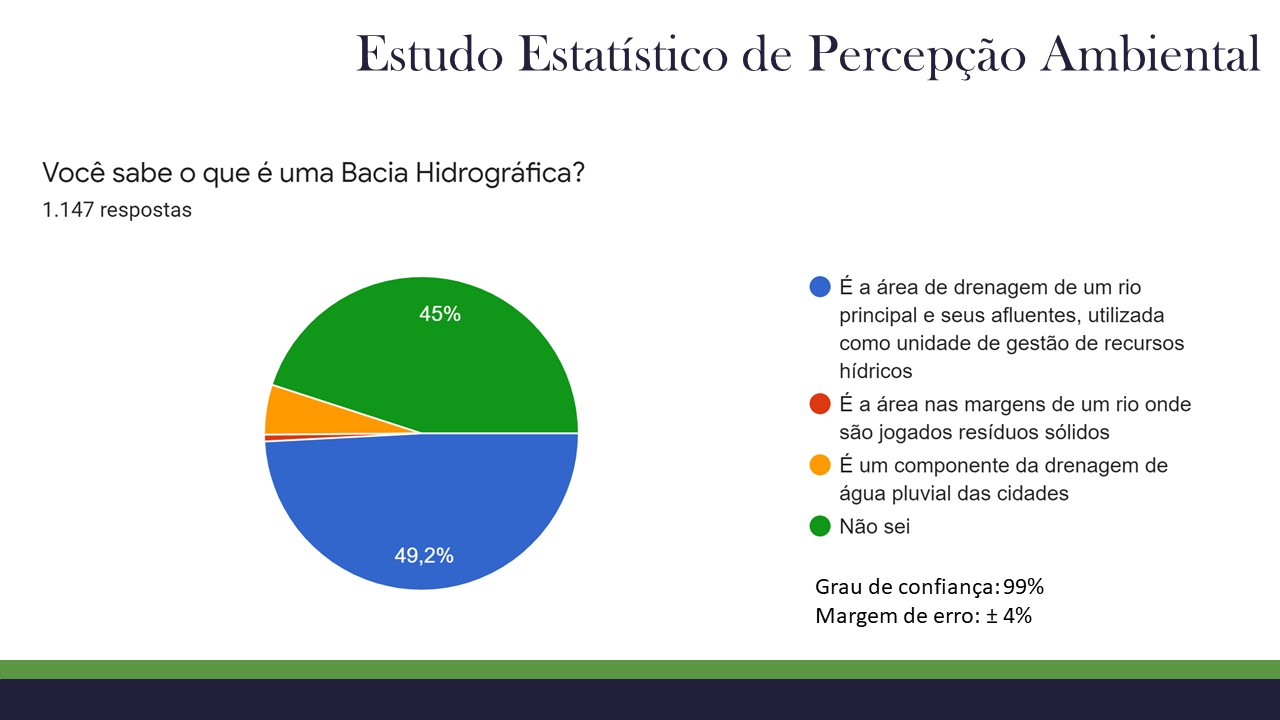 Estudo Estatístico de Percepção Ambiental
Você sabe o que é uma Bacia Hidrográfica?
1.147 respostas
45%
49,2%
É a área de drenagem de um rio
principal e seus afluentes, utilizada
como unidade de gestão de recursos
hídricos
É a área nas margens de um rio onde
são jogados resíduos sólidos
É um componente da drenagem de
água pluvial das cidades
Não sei
Grau de confiança: 99%
Margem de erro: ± 4%